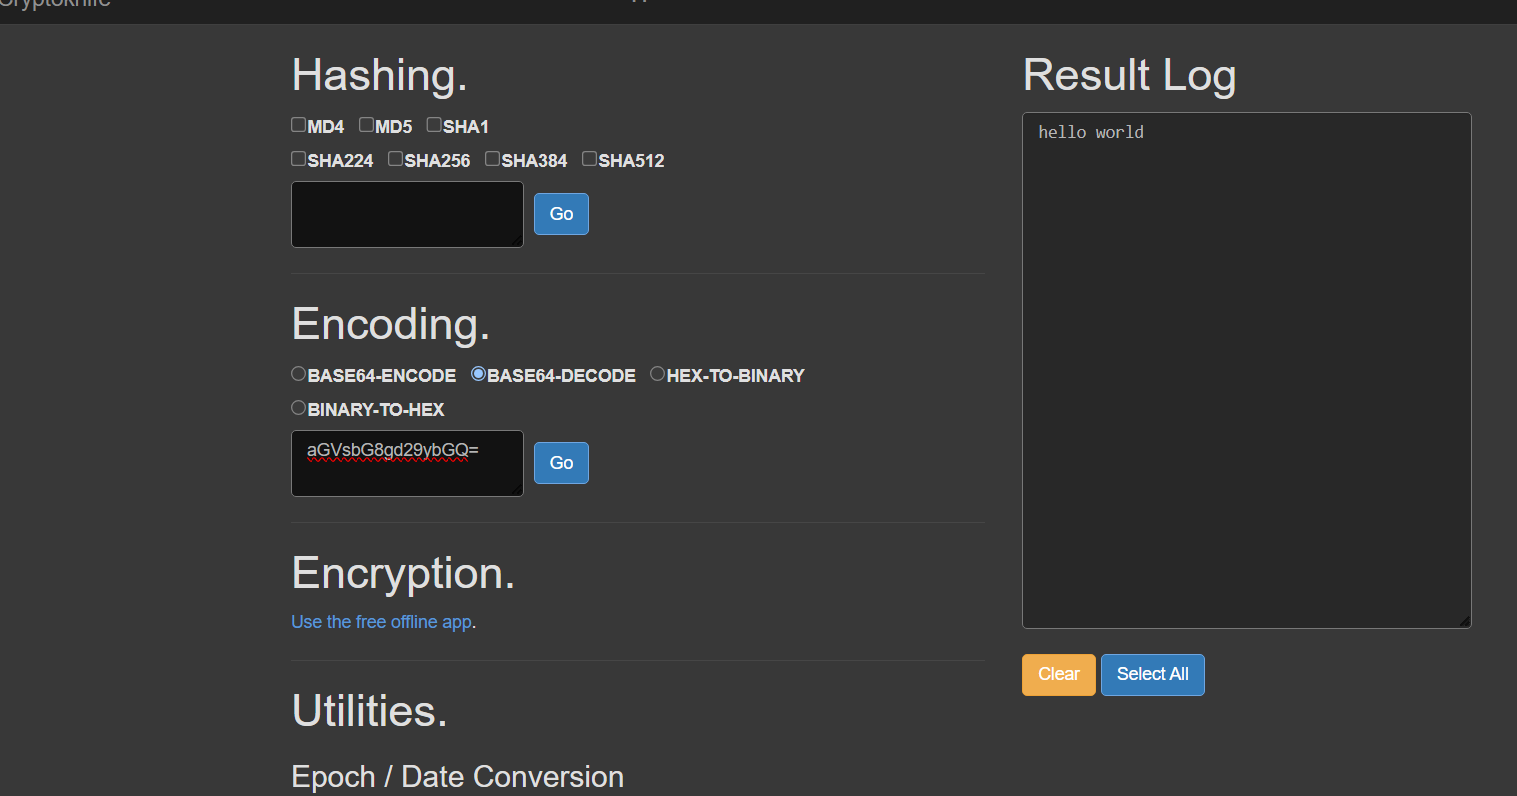 Cryptoknife
Hashing.
MD4 MD5 SHA1
SHA224 SHA256 SHA384 SHA512
Go
Encoding.
BASE64-ENCODE BASE64-DECODE HEX-TO-BINARY
BINARY-TO-HEX
aGVsbG8gd29ybGQ=
Go
Encryption.
Use the free offline app.
Utilities.
Epoch / Date Conversion
Result Log
hello world
Clear Select All